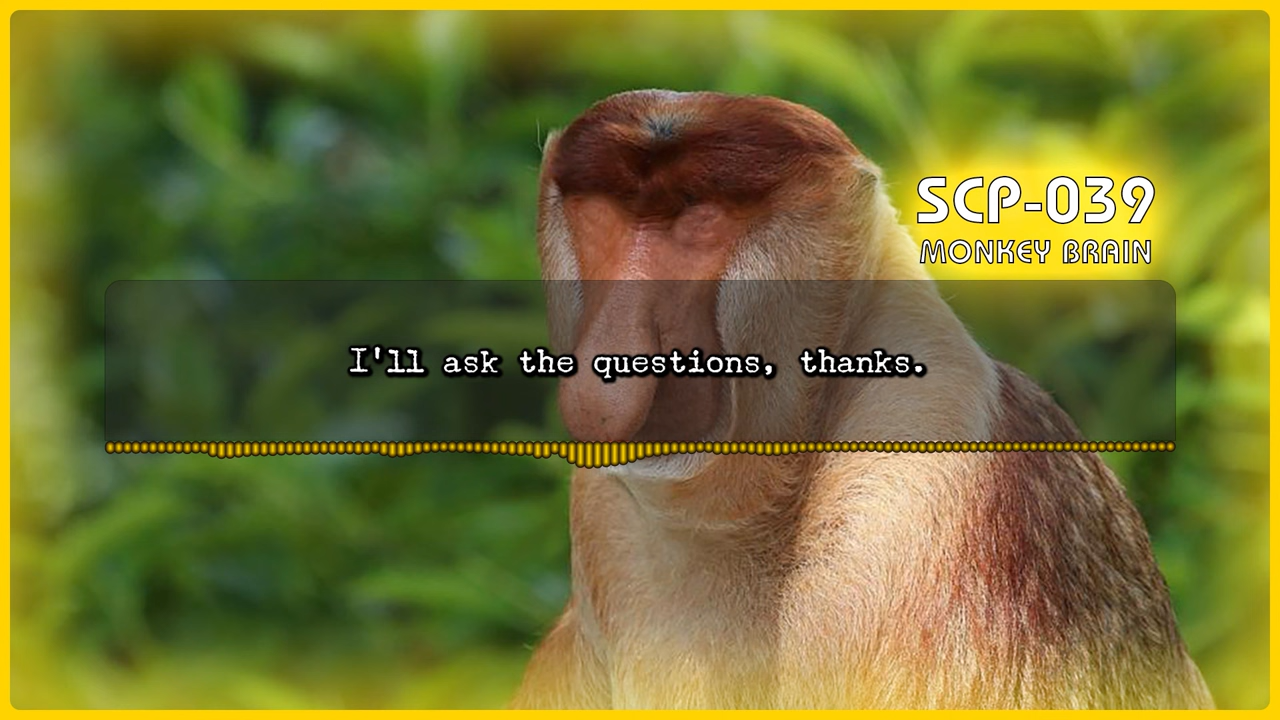 SCP-039
MONKEY BRAIN
I'll ask the questions, thanks.